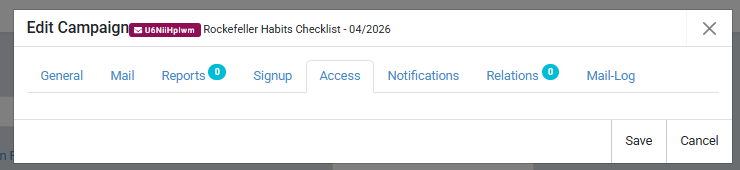 Edit Campaign U6NiiHplwm Rockefeller Habits Checklist - 04/2026
General Mail Reports 0 Signup Access Notifications Relations 0 Mail-Log
Save Cancel